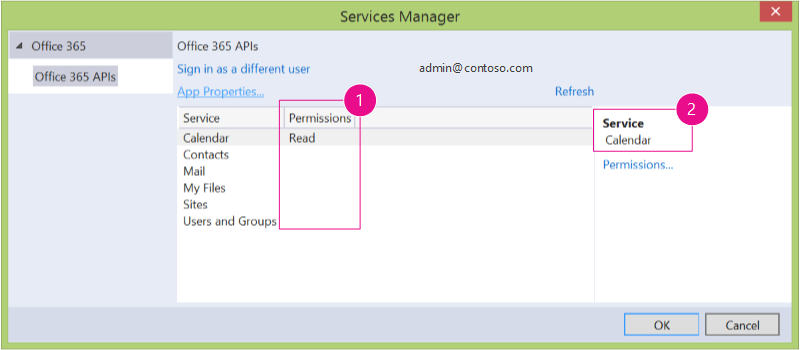 Services Manager
Office 365
Office 365 APIs
Office 365 APIs
Sign in as a different user
admin@contoso.com
App Properties...
Refresh
1
2
Service Permissions
Calendar Read
Contacts
Mail
My Files
Sites
Users and Groups
Service
Calendar
Permissions...
OK Cancel